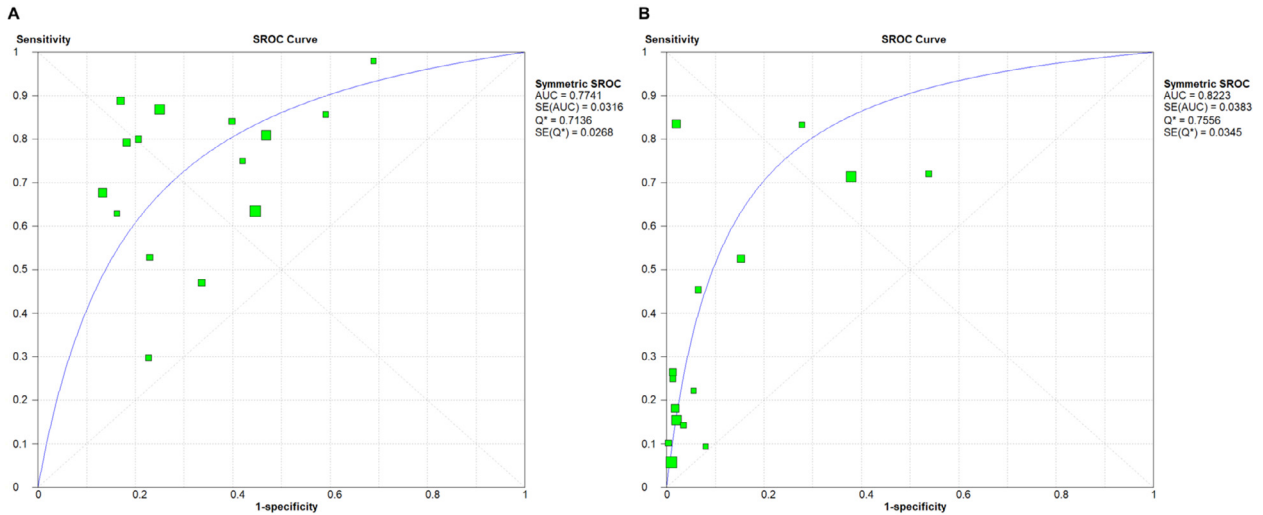 A
Sensitivity SROC Curve
1
0.9
0.8
0.7
0.6
0.5
0.4
0.3
0.2
0.1
0
0 0.2 0.4 0.6 0.8 1
1-specificity
Symmetric SROC
AUC = 0.7741
SE(AUC) = 0.0316
Q* = 0.7136
SE(Q*) = 0.0268
B
Sensitivity SROC Curve
1
0.9
0.8
0.7
0.6
0.5
0.4
0.3
0.2
0.1
0
0 0.2 0.4 0.6 0.8 1
1-specificity
Symmetric SROC
AUC = 0.8223
SE(AUC) = 0.0383
Q* = 0.7556
SE(Q*) = 0.0345